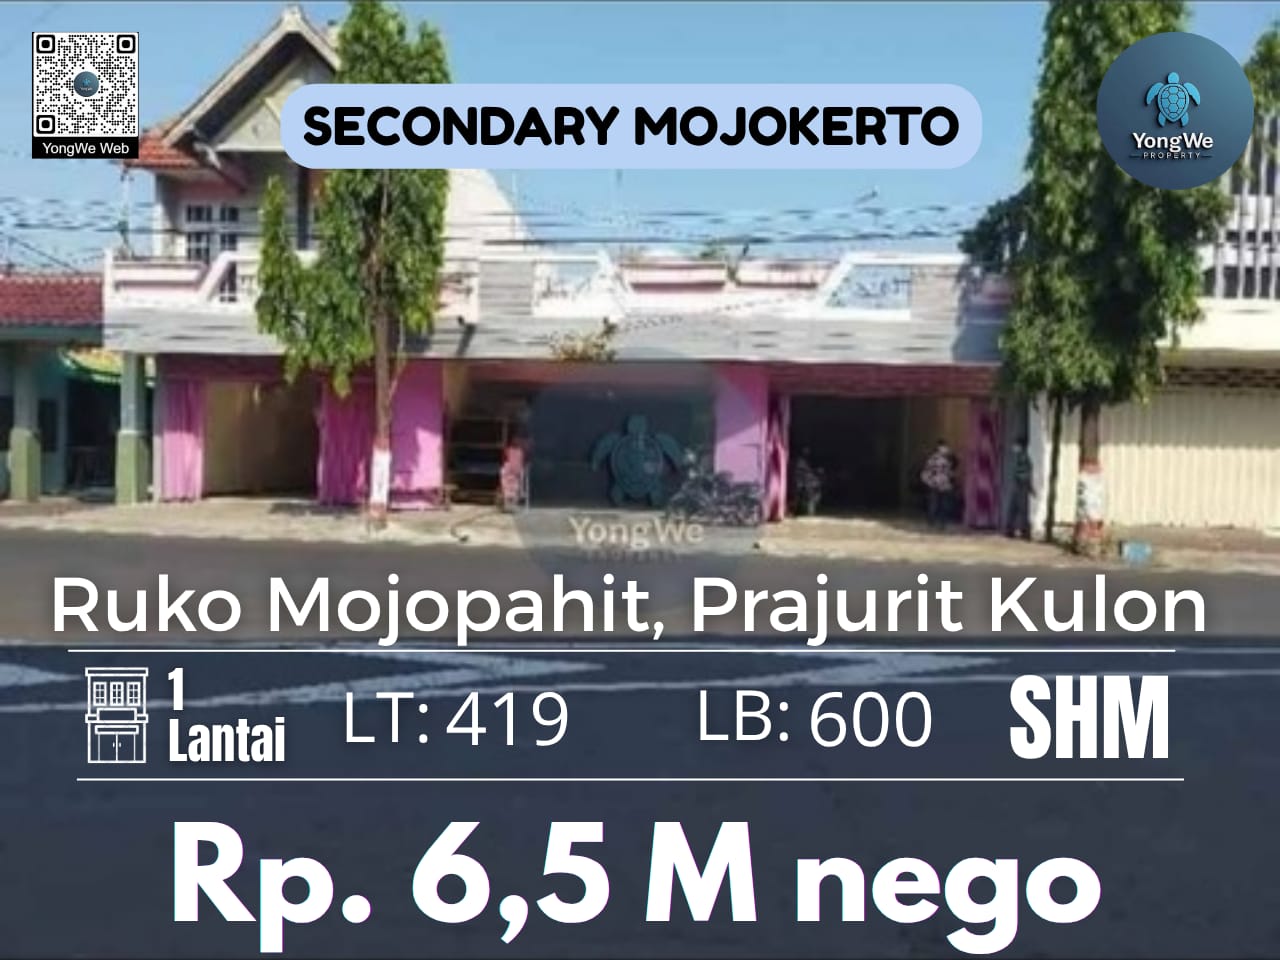 YongWe Web
SECONDARY MOJOKERTO
YongWe
PROPERTY
YongWe
PROPERTY
Ruko Mojopahit, Prajurit Kulon
1
Lantai
LT: 419
LB: 600
SHM
Rp. 6,5 M nego